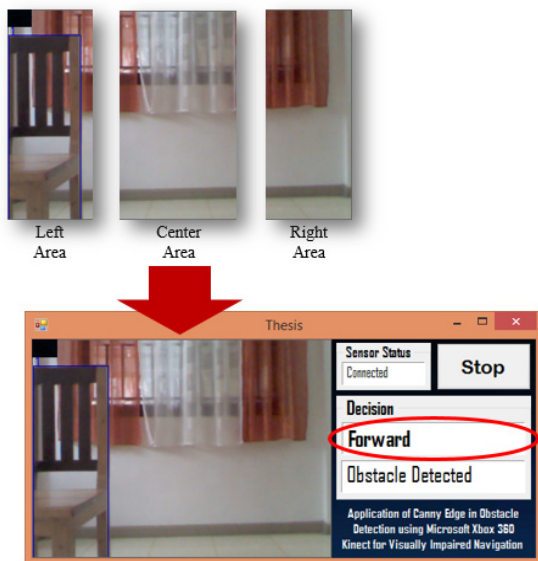 Left
Area
Center
Area
Right
Area
Thesis
Sensor Status
Connected
Stop
Decision
Forward
Obstacle Detected
Application of Canny Edge in Obstacle
Detection using Microsoft Xbox 360
Kinect for Visually Impaired Navigation